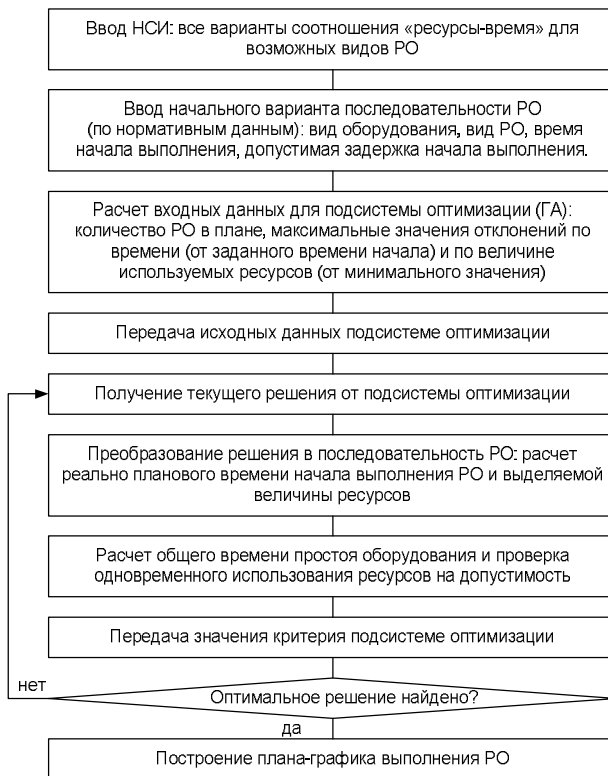 Ввод НСИ: все варианты соотношения «ресурсы-время» для
возможных видов РО
Ввод начального варианта последовательности РО
(по нормативным данным): вид оборудования, вид РО, время
начала выполнения, допустимая задержка начала выполнения.
Расчет входных данных для подсистемы оптимизации (ГА):
количество РО в плане, максимальные значения отклонений по
времени (от заданного времени начала) и по величине
используемых ресурсов (от минимального значения)
Передача исходных данных подсистеме оптимизации
Получение текущего решения от подсистемы оптимизации
Преобразование решения в последовательность РО: расчет
реально планового времени начала выполнения РО и выделяемой
величины ресурсов
Расчет общего времени простоя оборудования и проверка
одновременного использования ресурсов на допустимость
Передача значения критерия подсистеме оптимизации
нет
Оптимальное решение найдено?
да
Построение плана-графика выполнения РО